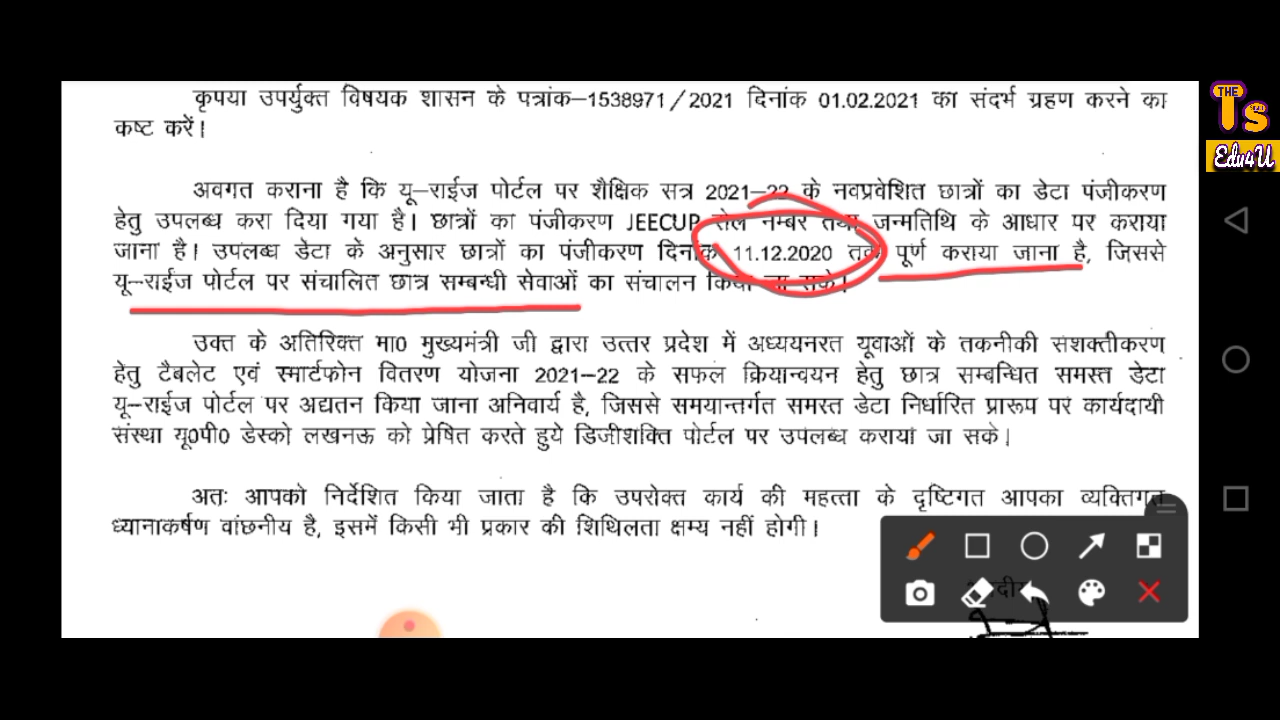 कृपया उपर्युक्त विषयक शासन के पत्रांक–1538971/2021 दिनांक 01.02.2021 का संदर्भ ग्रहण करने का
कष्ट करें।
अवगत कराना है कि यू–राईज पोर्टल पर शैक्षिक सत्र 2021–22 के नवप्रवेशित छात्रों का डेटा पंजीकरण
हेतु उपलब्ध करा दिया गया है। छात्रों का पंजीकरण JEECUP रोल नम्बर तथा जन्मतिथि के आधार पर कराया
जाना है। उपलब्ध डेटा के अनुसार छात्रों का पंजीकरण दिनांक 11.12.2020 तक पूर्ण कराया जाना है, जिससे
यू–राईज पोर्टल पर संचालित छात्र सम्बन्धी सेवाओं का संचालन किया जा सके।
उक्त के अतिरिक्त मा0 मुख्यमंत्री जी द्वारा उत्तर प्रदेश में अध्ययनरत यूवाओं के तकनीकी सशक्तीकरण
हेतु टैबलेट एवं स्मार्टफोन वितरण योजना 2021–22 के सफल क्रियान्वयन हेतु छात्र सम्बन्धित समस्त डेटा
यू–राईज पोर्टल पर अद्यतन किया जाना अनिवार्य है, जिससे समयान्तर्गत समस्त डेटा निर्धारित प्रारूप पर कार्यदायी
संस्था यू0पी0 डेस्को लखनऊ को प्रेषित करते हुये डिजीशक्ति पोर्टल पर उपलब्ध कराया जा सके।
अतः आपको निर्देशित किया जाता है कि उपरोक्त कार्य की महत्ता के दृष्टिगत आपका व्यक्तिगत
ध्यानाकर्षण वांछनीय है, इसमें किसी भी प्रकार की शिथिलता क्षम्य नहीं होगी।
THE
Ts
Edu4U